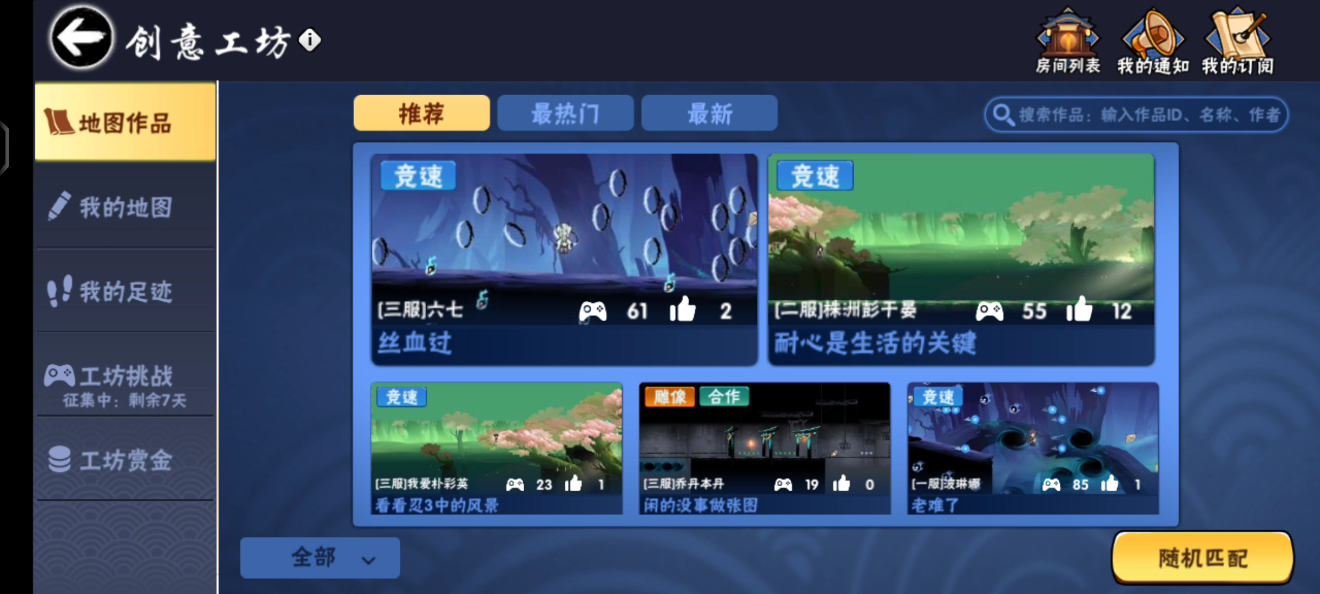 创意工坊
房间列表
我的通知
我的订阅
地图作品
我的地图
我的足迹
工坊挑战
征集中：剩余7天
工坊赏金
推荐
最热门
最新
搜索作品：输入作品ID、名称、作者
竞速
[三服]六七
61
2
丝血过
竞速
[二服]株洲彭于晏
55
12
耐心是生活的关键
竞速
[三服]我爱朴彩英
23
1
看看忍3中的风景
雕像
合作
[三服]乔丹本丹
19
0
闲的没事做张图
竞速
[一服]波琳娜
85
1
老难了
全部
随机匹配